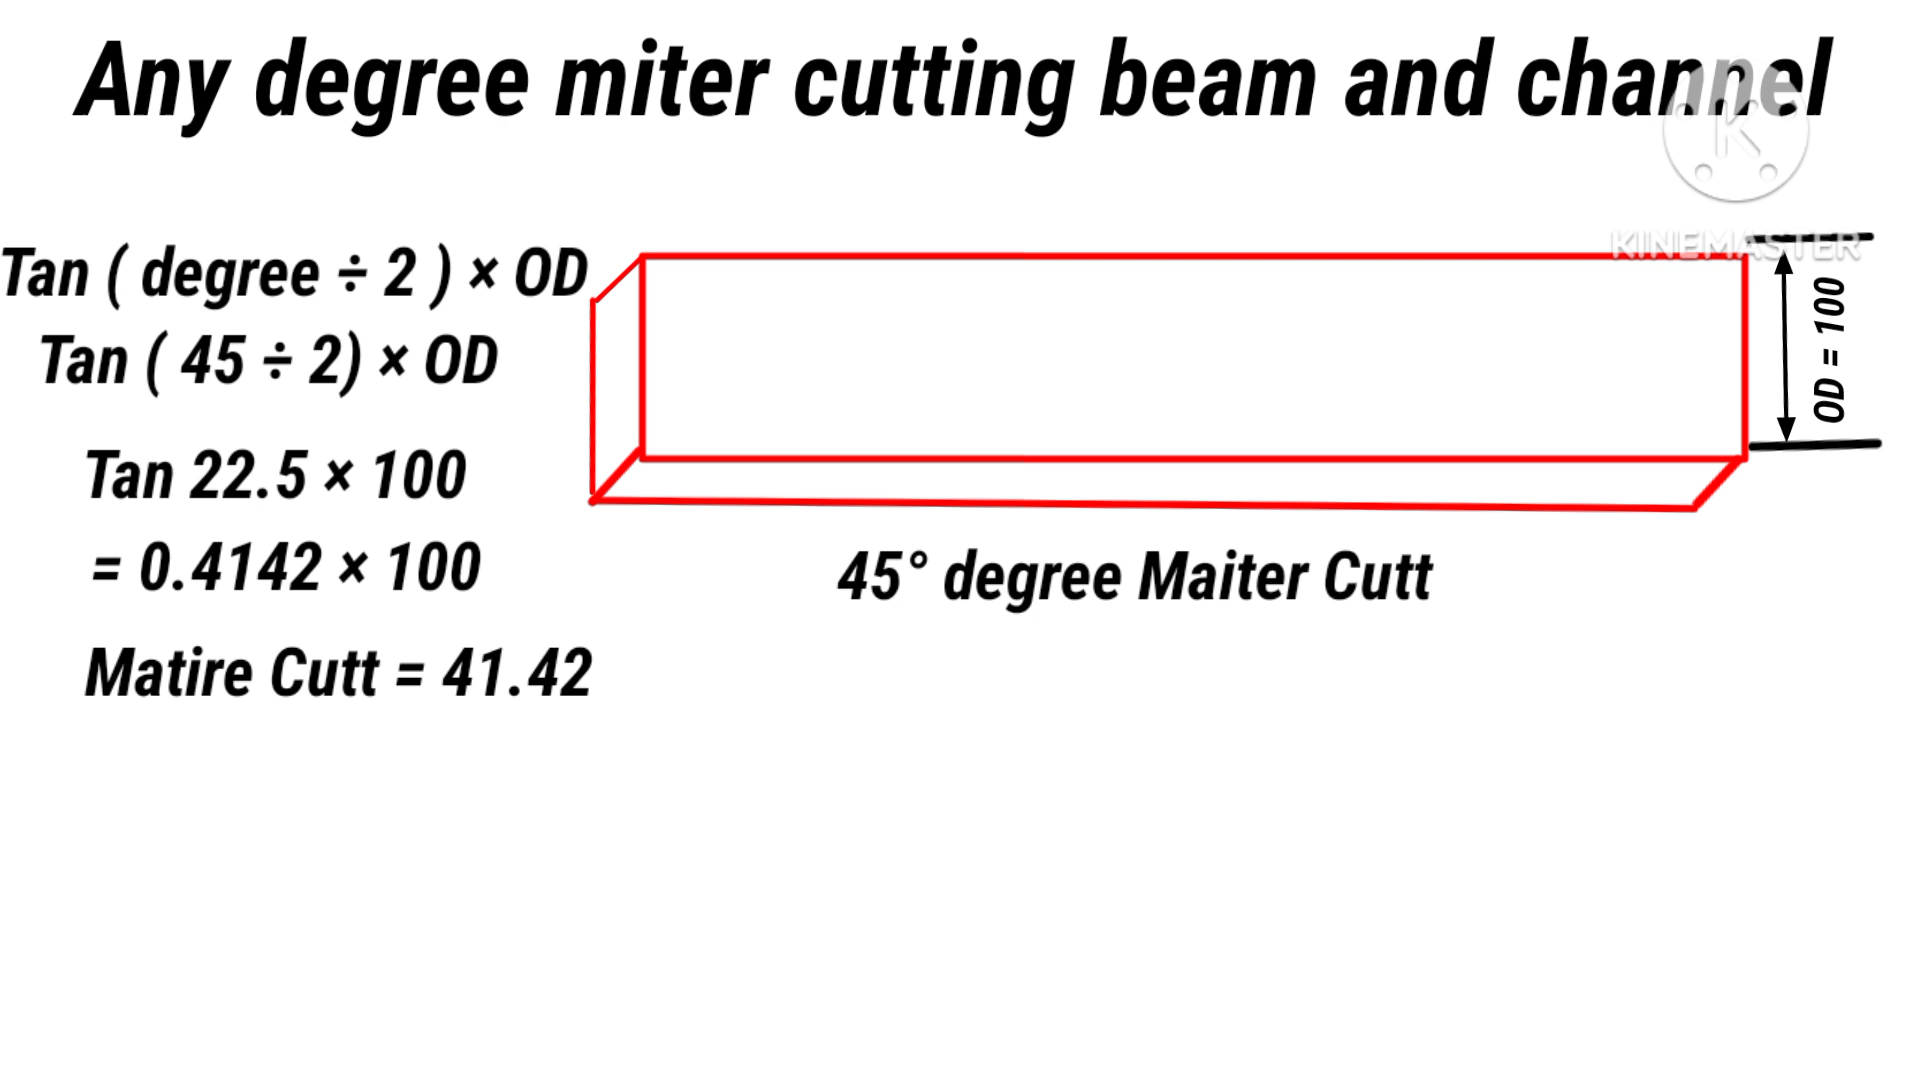 Any degree miter cutting beam and channel
K
KINEMASTER
Tan ( degree ÷ 2 ) × OD
Tan ( 45 ÷ 2) × OD
Tan 22.5 × 100
= 0.4142 × 100
Matire Cutt = 41.42
OD = 100
45° degree Maiter Cutt